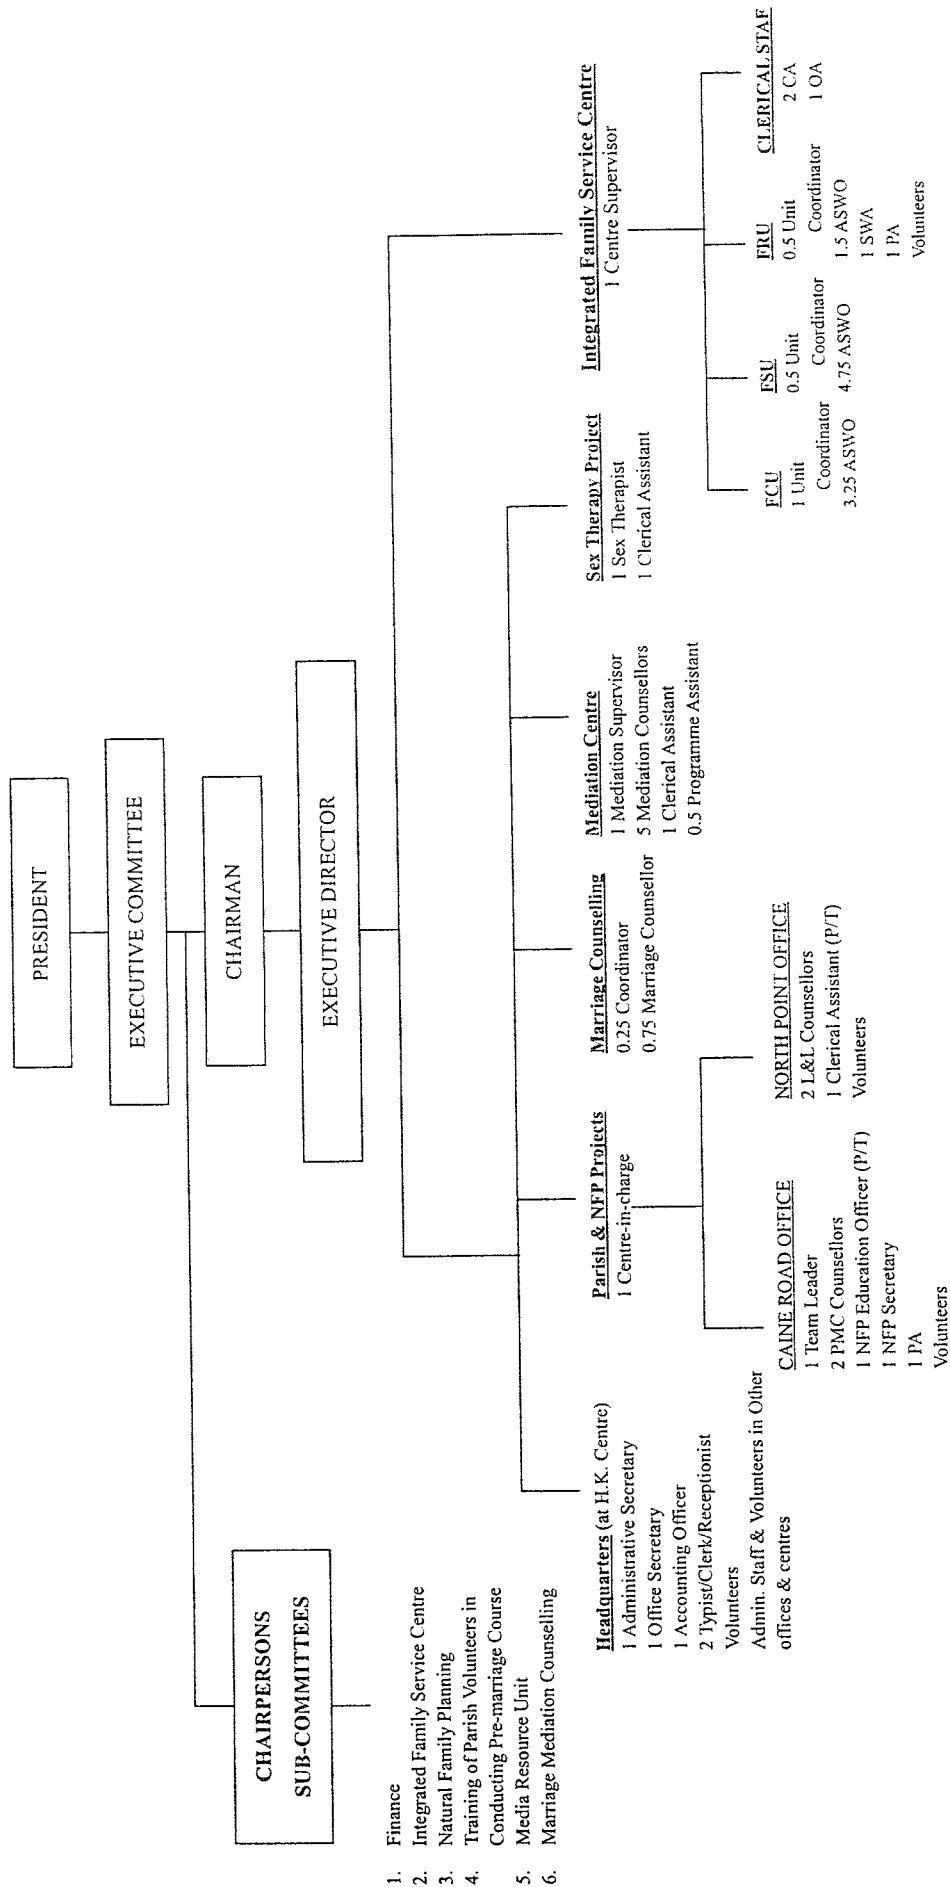 PRESIDENT
EXECUTIVE COMMITTEE
CHAIRMAN
EXECUTIVE DIRECTOR
CHAIRPERSONS
SUB-COMMITTEES
1. Finance
2. Integrated Family Service Centre
3. Natural Family Planning
4. Training of Parish Volunteers in
Conducting Pre-marriage Course
5. Media Resource Unit
6. Marriage Mediation Counselling
Headquarters (at H.K. Centre)
1 Administrative Secretary
1 Office Secretary
1 Accounting Officer
2 Typist/Clerk/Receptionist
Volunteers
Admin. Staff & Volunteers in Other
offices & centres
Parish & NFP Projects
1 Centre-in-charge
CAINE ROAD OFFICE
1 Team Leader
2 PMC Counsellors
1 NFP Education Officer (P/T)
1 NFP Secretary
1 PA
Volunteers
NORTH POINT OFFICE
2 L&L Counsellors
1 Clerical Assistant (P/T)
Volunteers
Marriage Counselling
0.25 Coordinator
0.75 Marriage Counsellor
Mediation Centre
1 Mediation Supervisor
5 Mediation Counsellors
1 Clerical Assistant
0.5 Programme Assistant
Sex Therapy Project
1 Sex Therapist
1 Clerical Assistant
Integrated Family Service Centre
1 Centre Supervisor
FCU
1 Unit
Coordinator
3.25 ASWO
FSU
0.5 Unit
Coordinator
4.75 ASWO
FRU
0.5 Unit
Coordinator
1.5 ASWO
1 SWA
1 PA
Volunteers
CLERICAL STAF
2 CA
1 OA